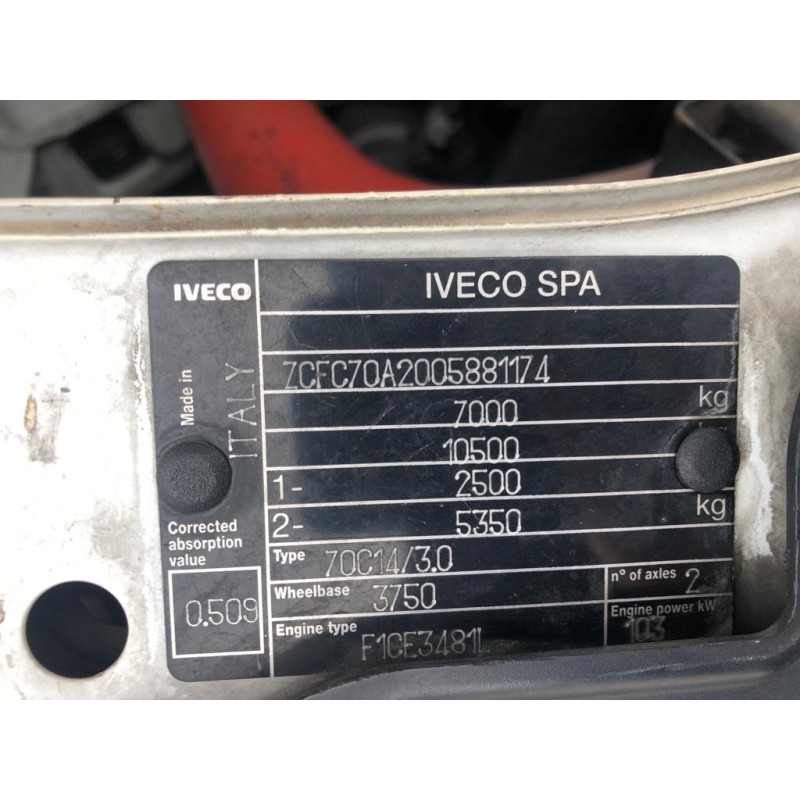 IVECO
IVECO SPA
Made in
ITALY
ZCFC70A2005881174
7000 kg
10500
1- 2500
2- 5350 kg
Corrected
absorption
value
0.509
Type 70C14/3.0
Wheelbase 3750
n° of axles 2
Engine type F1CE3481L
Engine power kW
103